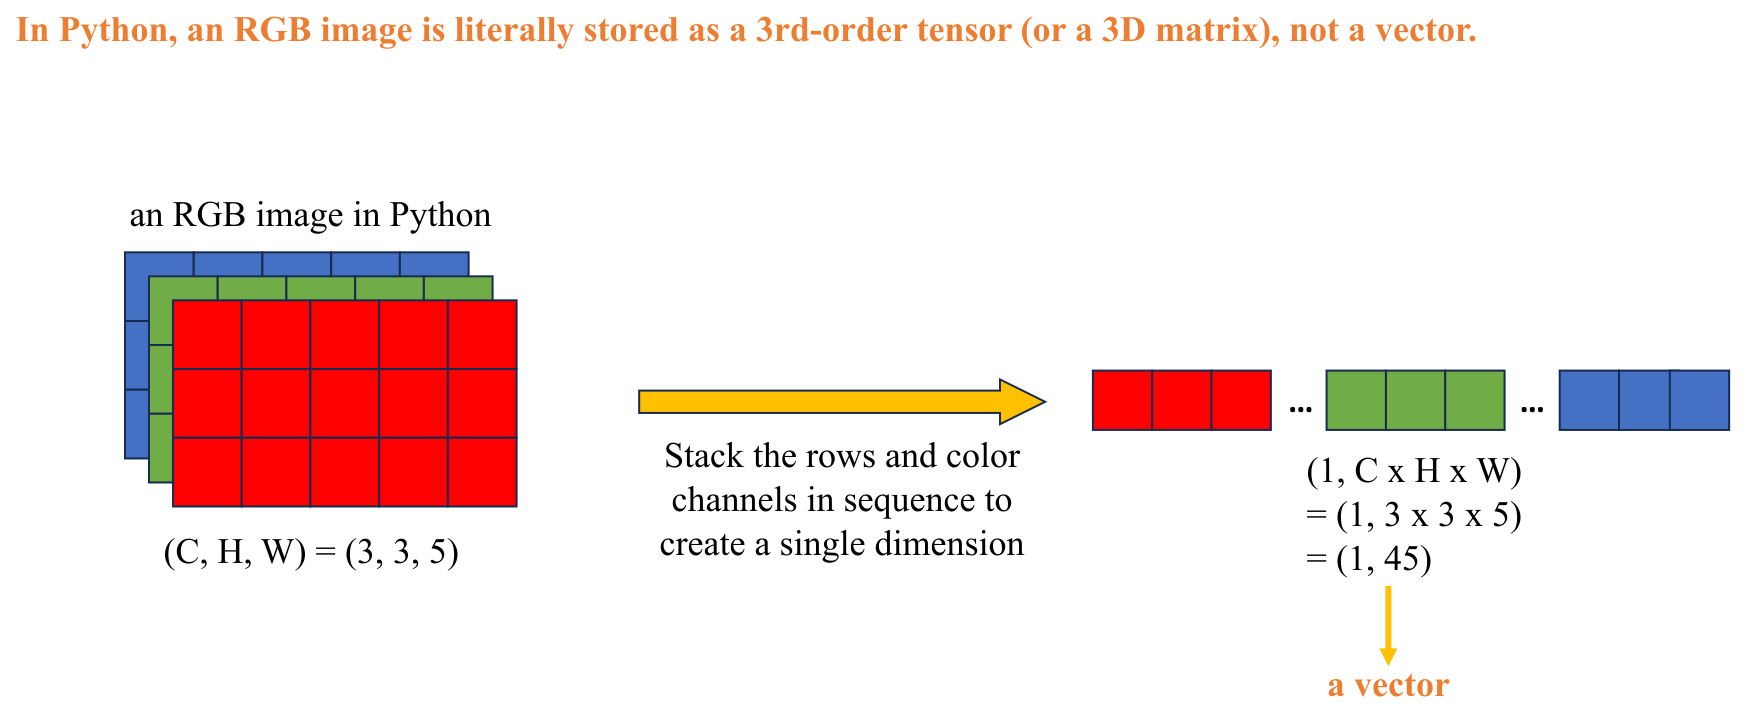 In Python, an RGB image is literally stored as a 3rd-order tensor (or a 3D matrix), not a vector.
an RGB image in Python
(C, H, W) = (3, 3, 5)
Stack the rows and color
channels in sequence to
create a single dimension
...
...
(1, C x H x W)
= (1, 3 x 3 x 5)
= (1, 45)
a vector